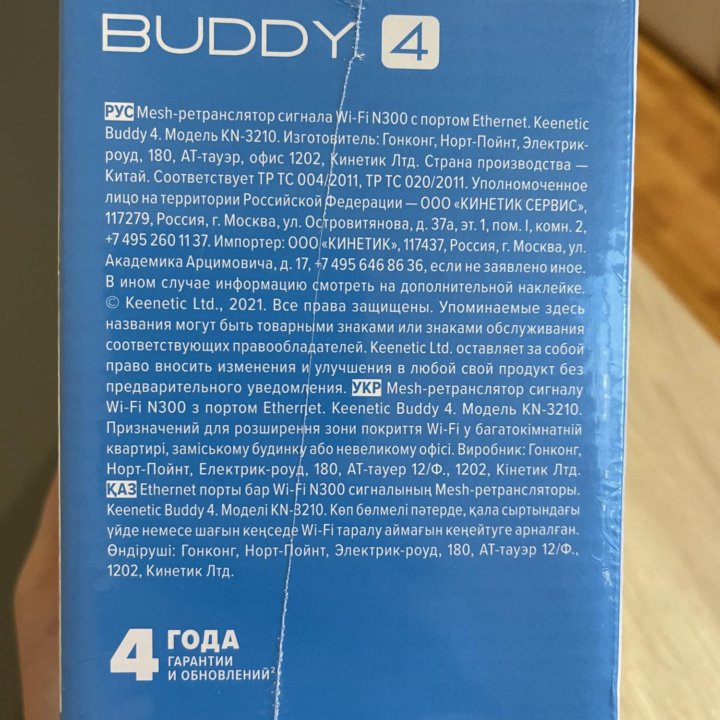 BUDDY 4
РУС Mesh-ретранслятор сигнала Wi-Fi N300 с портом Ethernet. Keenetic
Buddy 4. Модель KN-3210. Изготовитель: Гонконг, Норт-Пойнт, Электрик-
роуд, 180, АТ-тауэр, офис 1202, Кинетик Лтд. Страна производства —
Китай. Соответствует ТР ТС 004/2011, ТР ТС 020/2011. Уполномоченное
лицо на территории Российской Федерации — ООО «КИНЕТИК СЕРВИС»,
117279, Россия, г. Москва, ул. Островитянова, д. 37а, эт. 1, пом. I, комн. 2,
+7 495 260 11 37. Импортер: ООО «КИНЕТИК», 117437, Россия, г. Москва, ул.
Академика Арцимовича, д. 17, +7 495 646 86 36, если не заявлено иное.
В ином случае информацию смотреть на дополнительной наклейке.
© Keenetic Ltd., 2021. Все права защищены. Упоминаемые здесь
названия могут быть товарными знаками или знаками обслуживания
соответствующих правообладателей. Keenetic Ltd. оставляет за собой
право вносить изменения и улучшения в любой свой продукт без
предварительного уведомления. УКР Mesh-ретранслятор сигналу
Wi-Fi N300 з портом Ethernet. Keenetic Buddy 4. Модель KN-3210.
Призначений для розширення зони покриття Wi-Fi у багатокімнатній
квартирі, заміському будинку або невеликому офісі. Виробник: Гонконг,
Норт-Пойнт, Електрик-роуд, 180, АТ-тауер 12/Ф., 1202, Кінетік Лтд.
ҚАЗ Ethernet порты бар Wi-Fi N300 сигналының Mesh-ретрансляторы.
Keenetic Buddy 4. Моделі KN-3210. Көп бөлмелі пәтерде, қала сыртындағы
үйде немесе шағын кеңседе Wi-Fi таралу аймағын кеңейтуге арналған.
Өндіруші: Гонконг, Норт-Пойнт, Электрик-роуд, 180, АТ-тауэр 12/Ф.,
1202, Кинетик Лтд.
4 ГОДА
ГАРАНТИИ
И ОБНОВЛЕНИЙ²